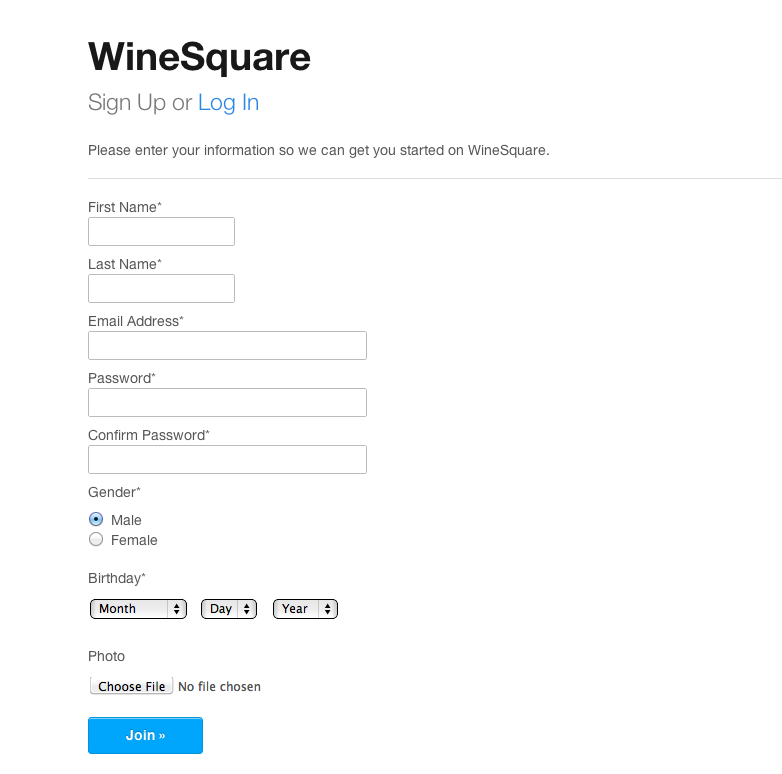 WineSquare
Sign Up or Log In
Please enter your information so we can get you started on WineSquare.
First Name*
Last Name*
Email Address*
Password*
Confirm Password*
Gender*
Male
Female
Birthday*
Month Day Year
Photo
Choose File No file chosen
Join »